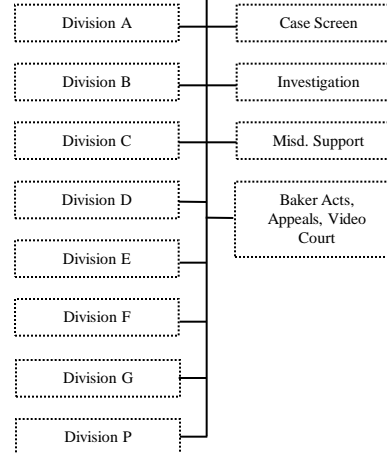 Division A
Case Screen
Division B
Investigation
Division C
Misd. Support
Division D
Baker Acts,
Appeals, Video
Court
Division E
Division F
Division G
Division P